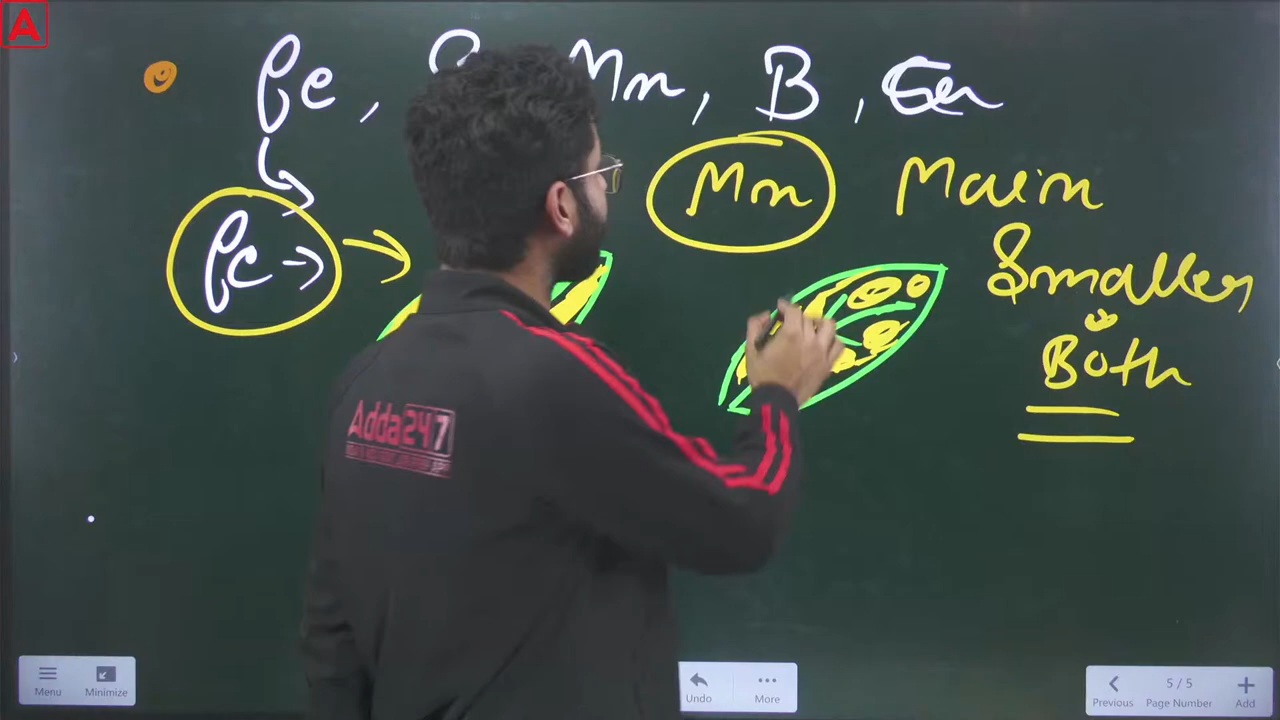 A
Fe, Mn, B, Cu
Fe →
Mn
Main
Smaller
Both
Adda247
Menu
Minimize
Undo
More
5 / 5
Previous
Page Number
Add